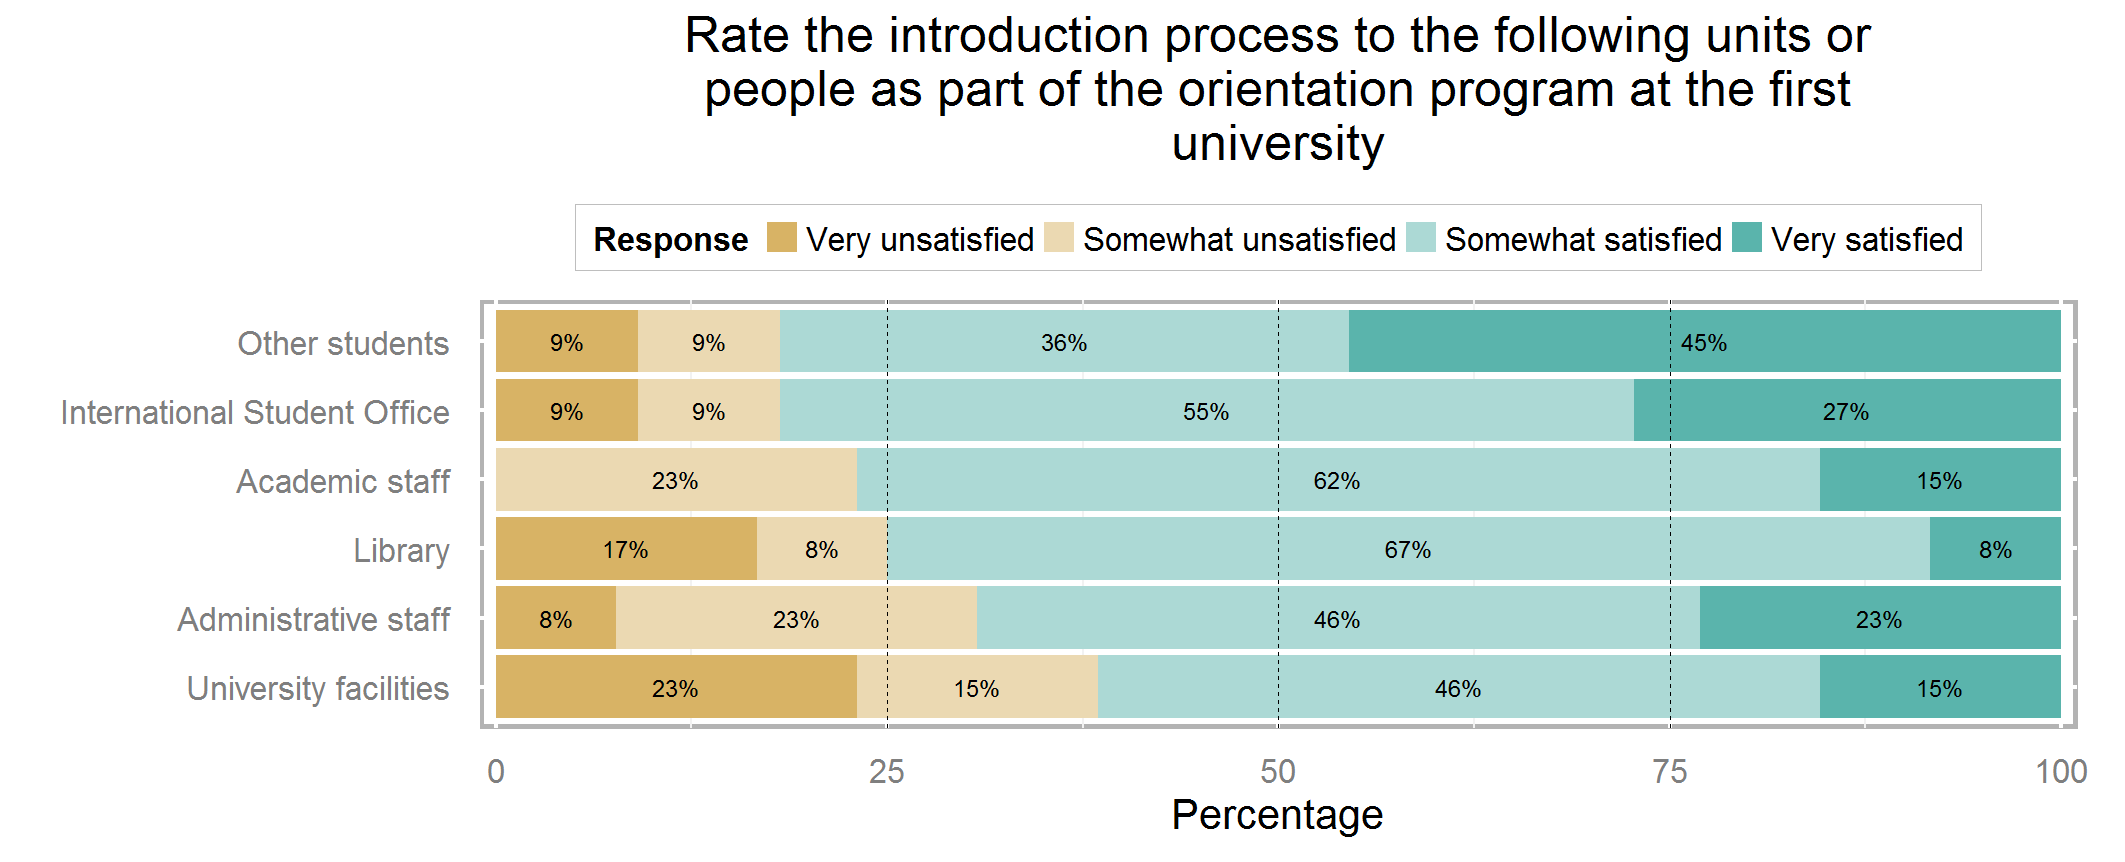 Rate the introduction process to the following units or
people as part of the orientation program at the first
university
Response Very unsatisfied Somewhat unsatisfied Somewhat satisfied Very satisfied
Other students 9% 9% 36% 45%
International Student Office 9% 9% 55% 27%
Academic staff 23% 62% 15%
Library 17% 8% 67% 8%
Administrative staff 8% 23% 46% 23%
University facilities 23% 15% 46% 15%
0 25 50 75 100
Percentage